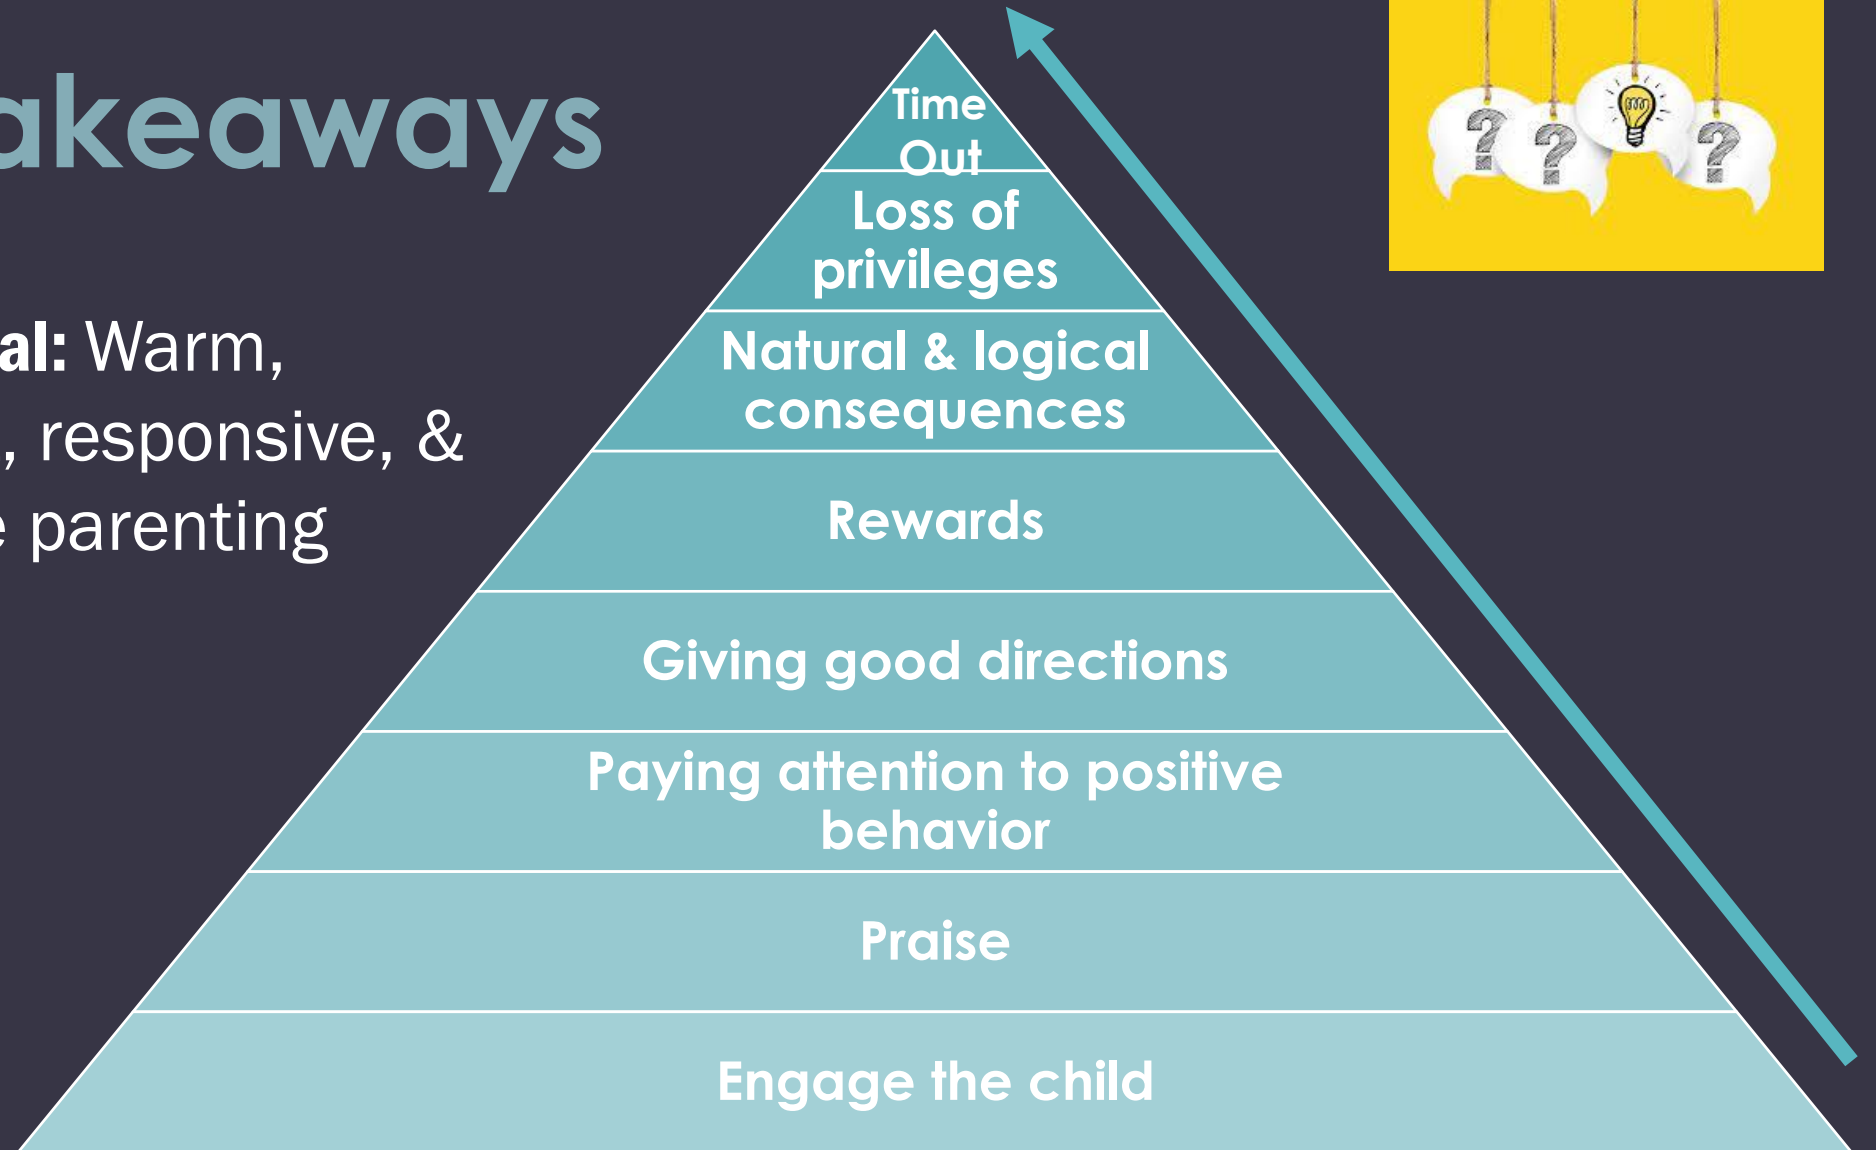 akeaways
al: Warm,
, responsive, &
e parenting
Time
Out
Loss of
privileges
Natural & logical
consequences
Rewards
Giving good directions
Paying attention to positive
behavior
Praise
Engage the child
? ? ?